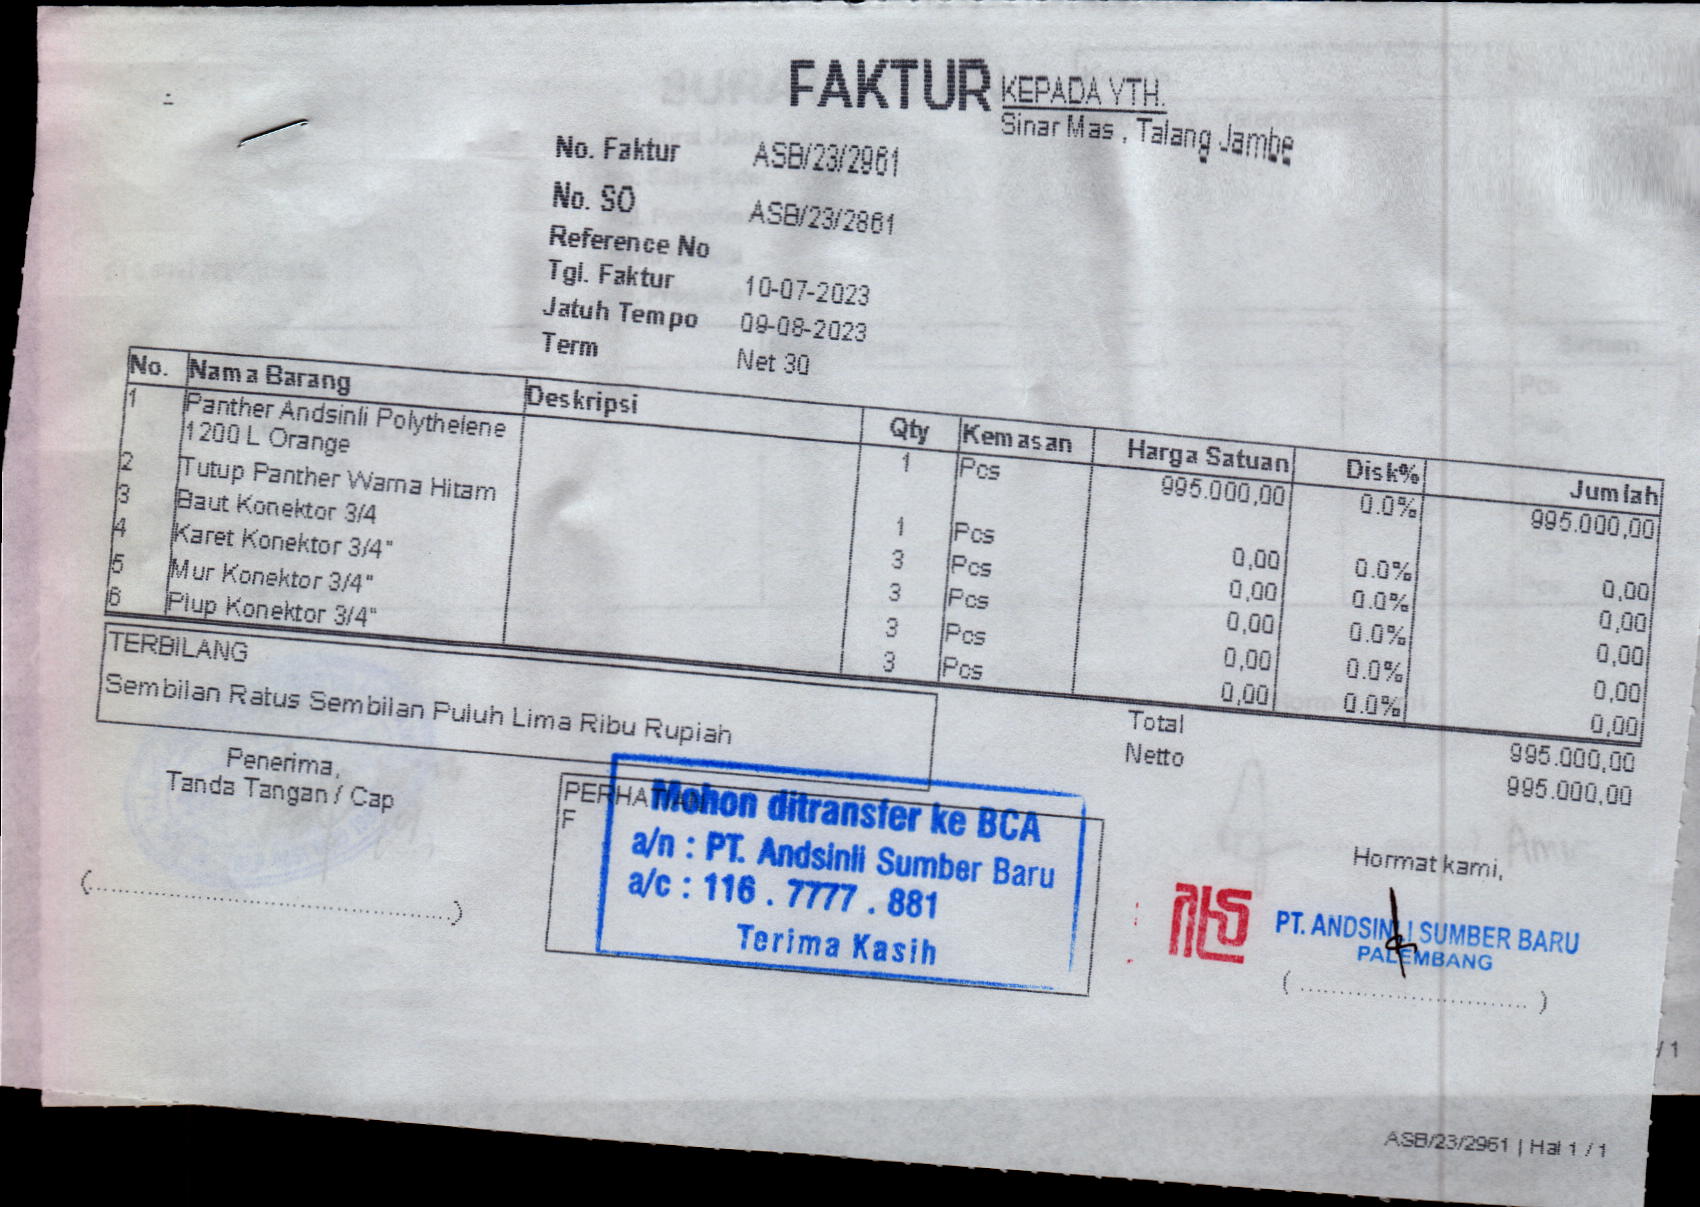 FAKTUR
KEPADA YTH.
Sinar Mas , Talang Jambe
No. Faktur ASB/23/2961
No. SO ASB/23/2861
Reference No
Tgl. Faktur 10-07-2023
Jatuh Tempo 09-08-2023
Term Net 30
No. Nama Barang Deskripsi Qty Kemasan Harga Satuan Disk% Jumlah
1 Panther Andsinli Polythelene 1 Pcs 995.000,00 0.0% 995.000,00
1200 L Orange
2 Tutup Panther Warna Hitam 1 Pcs 0,00 0.0% 0,00
3 Baut Konektor 3/4 3 Pcs 0,00 0.0% 0,00
4 Karet Konektor 3/4" 3 Pcs 0,00 0.0% 0,00
5 Mur Konektor 3/4" 3 Pcs 0,00 0.0% 0,00
6 Plup Konektor 3/4" 3 Pcs 0,00 0.0% 0,00
TERBILANG
Sembilan Ratus Sembilan Puluh Lima Ribu Rupiah
Total 995.000,00
Netto 995.000,00
Penerima,
Tanda Tangan / Cap
(........................................)
PERHATIAN
F
Mohon ditransfer ke BCA
a/n : PT. Andsinli Sumber Baru
a/c : 116 . 7777 . 881
Terima Kasih
Hormat kami,
PT. ANDSINLI SUMBER BARU
PALEMBANG
( ............................ )
/ 1
ASB/23/2961 | Hal 1 / 1